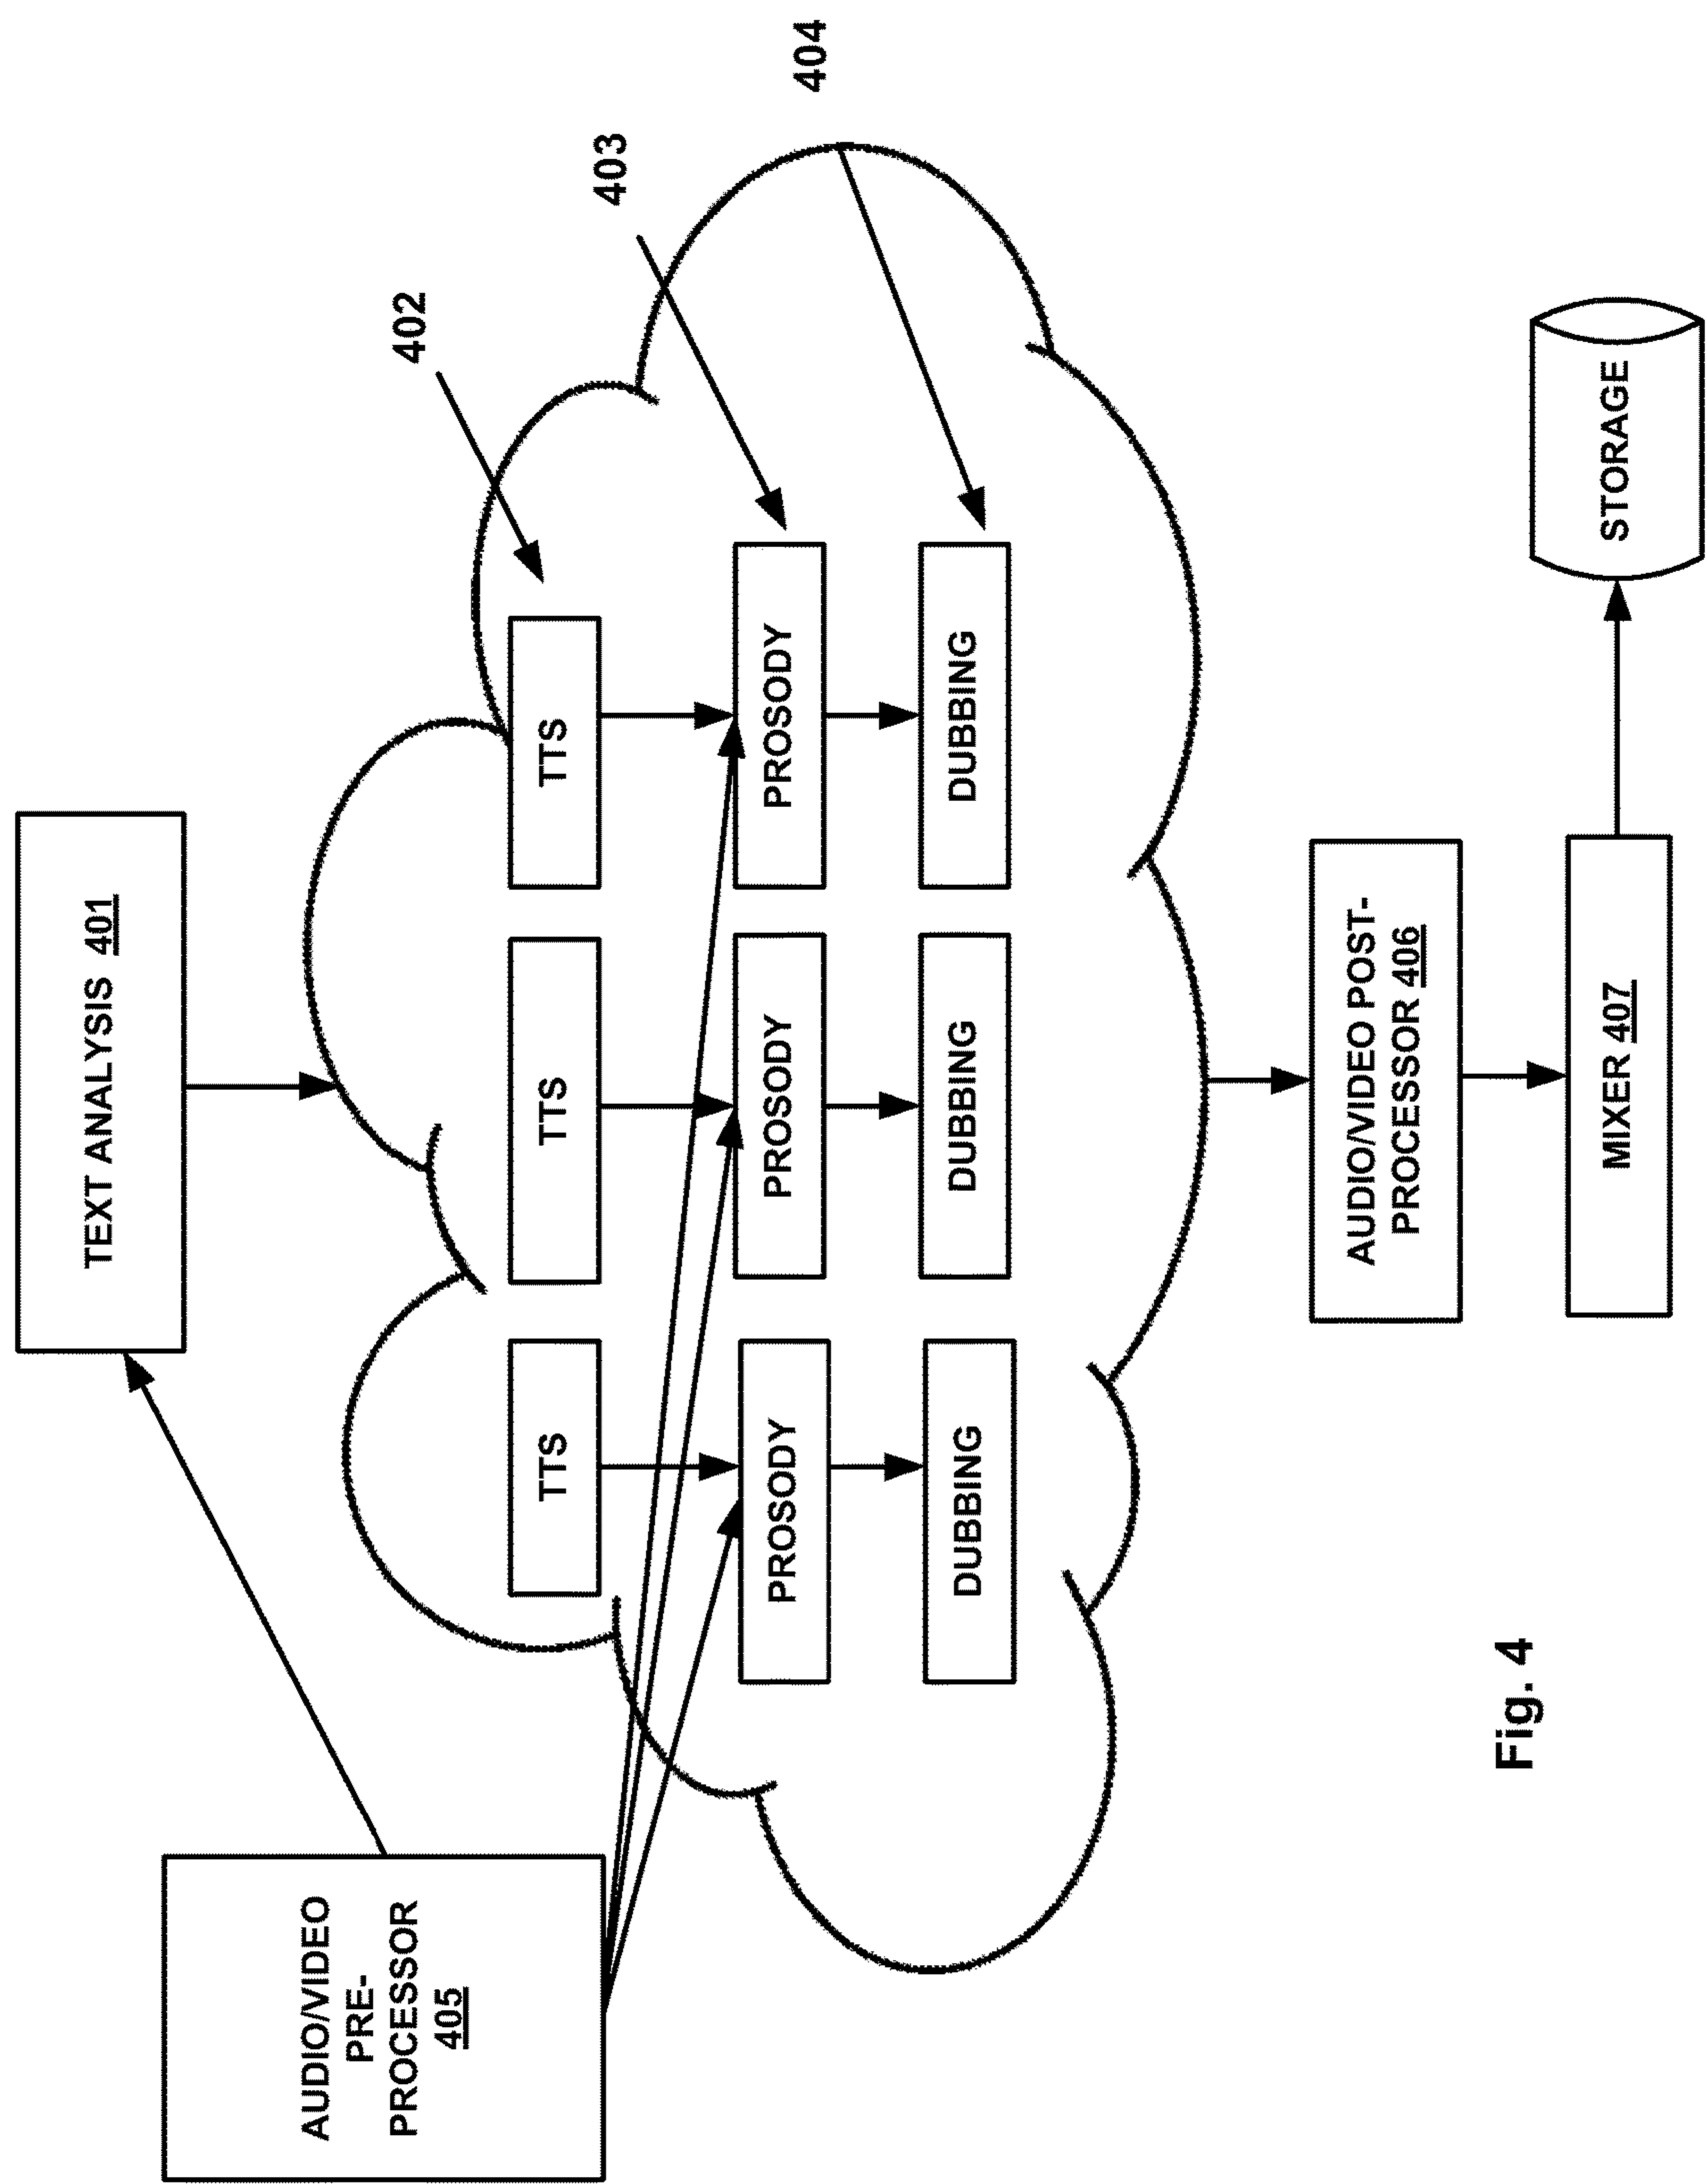 TEXT ANALYSIS 401
AUDIO/VIDEO
PRE-
PROCESSOR
405
402
TTS
TTS
TTS
403
PROSODY
PROSODY
PROSODY
404
DUBBING
DUBBING
DUBBING
AUDIO/VIDEO POST-
PROCESSOR 406
MIXER 407
STORAGE
Fig. 4